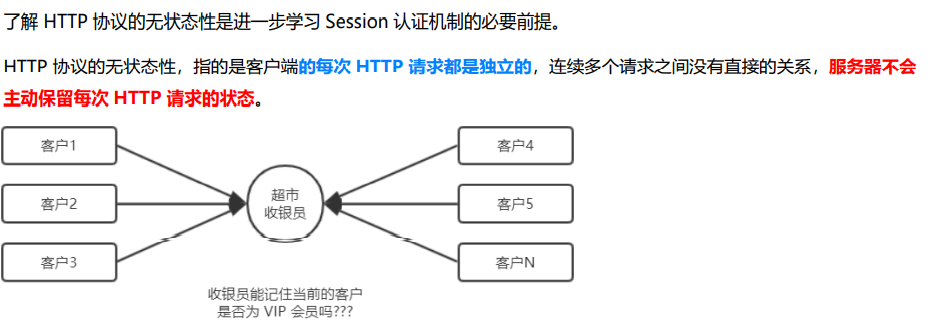 了解 HTTP 协议的无状态性是进一步学习 Session 认证机制的必要前提。
HTTP 协议的无状态性，指的是客户端的每次 HTTP 请求都是独立的，连续多个请求之间没有直接的关系，服务器不会
主动保留每次 HTTP 请求的状态。
客户1
客户2
客户3
超市
收银员
客户4
客户5
客户N
收银员能记住当前的客户
是否为 VIP 会员吗???